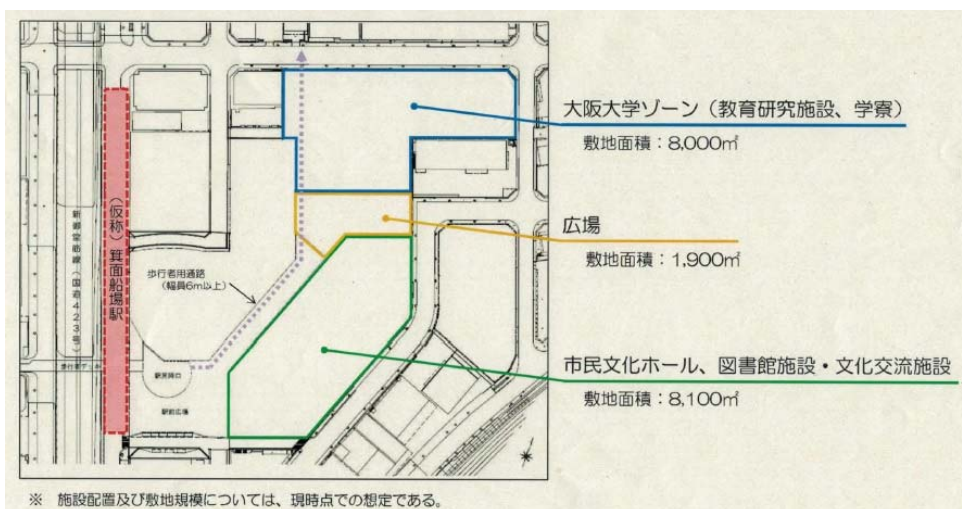 大阪大学ゾーン（教育研究施設、学寮）
敷地面積：8,000㎡
広場
敷地面積：1,900㎡
市民文化ホール、図書館施設・文化交流施設
敷地面積：8,100㎡
（仮称）箕面船場駅
新御堂筋線（国道423号）
歩行者用通路
（幅員6m以上）
駅前広場
※　施設配置及び敷地規模については、現時点での想定である。